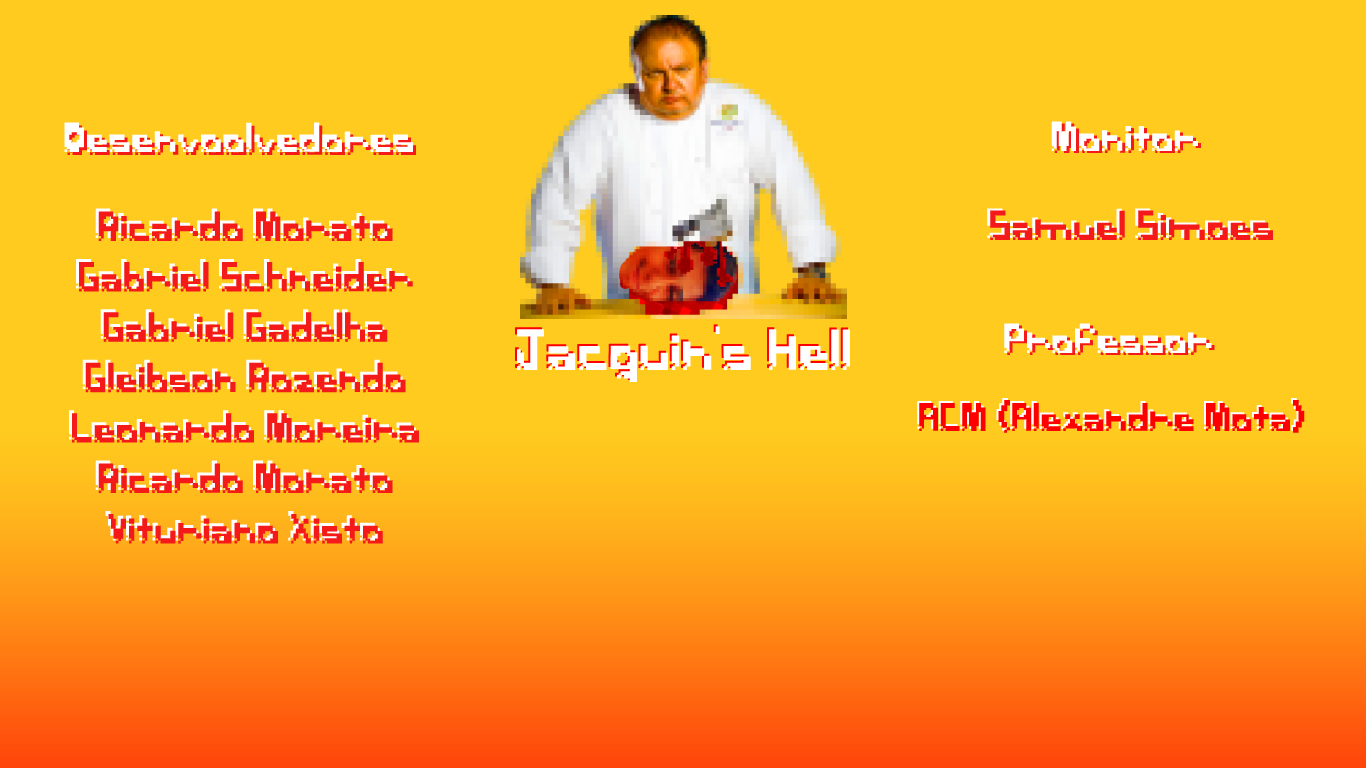 Desenvoolvedores
Ricardo Morato
Gabriel Schneider
Gabriel Gadelha
Gleibson Rozendo
Leonardo Moreira
Ricardo Morato
Vituriano Xisto
Jacquin's Hell
Monitor
Samuel Simoes
Professor
ACM (Alexandre Mota)